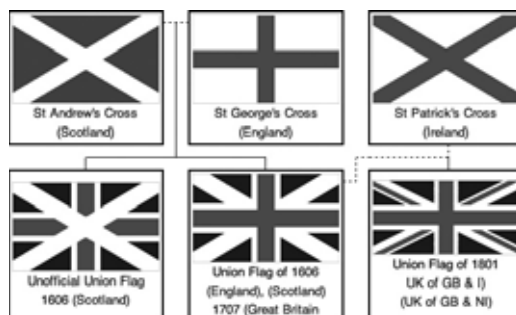 St Andrew's Cross
(Scotland)
St George's Cross
(England)
St Patrick's Cross
(Ireland)
Unofficial Union Flag
1606 (Scotland)
Union Flag of 1606
(England), (Scotland)
1707 (Great Britain
Union Flag of 1801
UK of GB & I)
(UK of GB & NI)